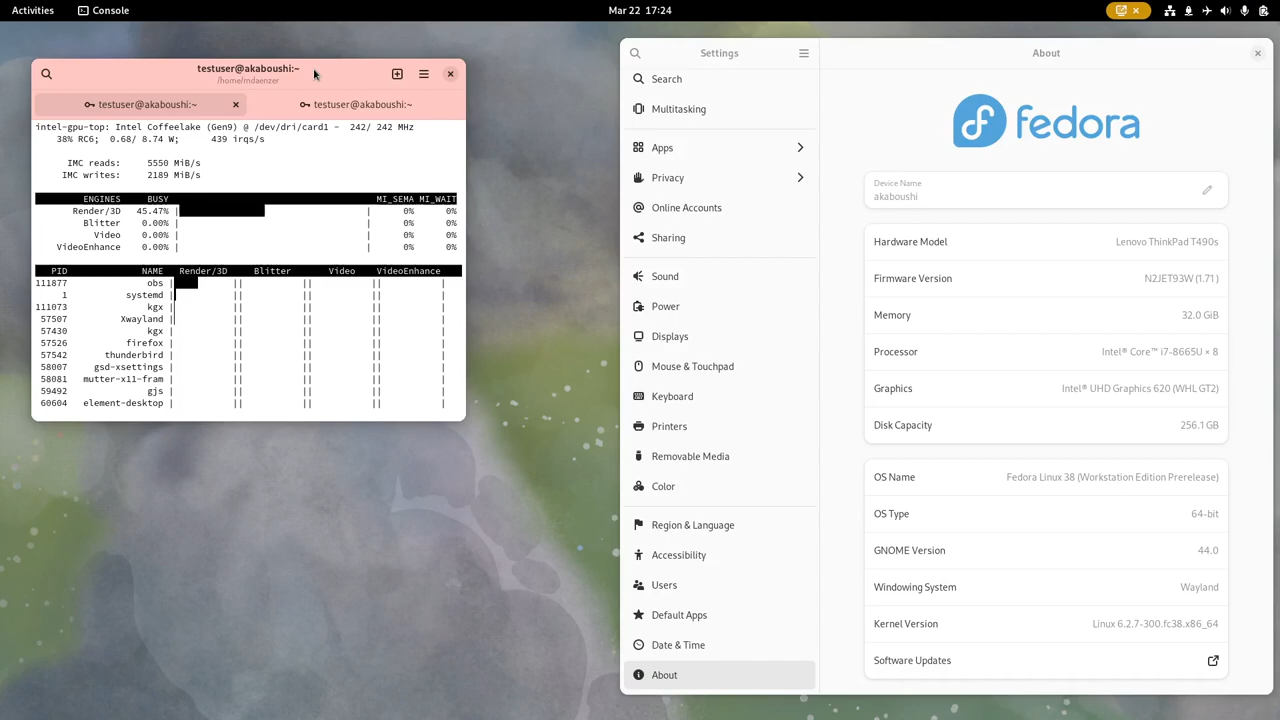 Activities Console Mar 22 17:24
testuser@akaboushi:~
/home/mdaenzer
testuser@akaboushi:~ testuser@akaboushi:~
intel-gpu-top: Intel Coffeelake (Gen9) @ /dev/dri/card1 - 242/ 242 MHz
38% RC6; 0.68/ 8.74 W; 439 irqs/s
IMC reads: 5550 MiB/s
IMC writes: 2189 MiB/s
ENGINES BUSY MI_SEMA MI_WAIT
Render/3D 45.47% | | 0% 0%
Blitter 0.00% | | 0% 0%
Video 0.00% | | 0% 0%
VideoEnhance 0.00% | | 0% 0%
PID NAME Render/3D Blitter Video VideoEnhance
111877 obs | || || || |
1 systemd | || || || |
111073 kgx | || || || |
57507 Xwayland | || || || |
57430 kgx | || || || |
57526 firefox | || || || |
57542 thunderbird | || || || |
58007 gsd-xsettings | || || || |
58081 mutter-x11-fram | || || || |
59492 gjs | || || || |
60604 element-desktop | || || || |
Settings
Search
Multitasking
Apps
Privacy
Online Accounts
Sharing
Sound
Power
Displays
Mouse & Touchpad
Keyboard
Printers
Removable Media
Color
Region & Language
Accessibility
Users
Default Apps
Date & Time
About
About
fedora
Device Name
akaboushi
Hardware Model Lenovo ThinkPad T490s
Firmware Version N2JET93W (1.71 )
Memory 32.0 GiB
Processor Intel® Core™ i7-8665U × 8
Graphics Intel® UHD Graphics 620 (WHL GT2)
Disk Capacity 256.1 GB
OS Name Fedora Linux 38 (Workstation Edition Prerelease)
OS Type 64-bit
GNOME Version 44.0
Windowing System Wayland
Kernel Version Linux 6.2.7-300.fc38.x86_64
Software Updates